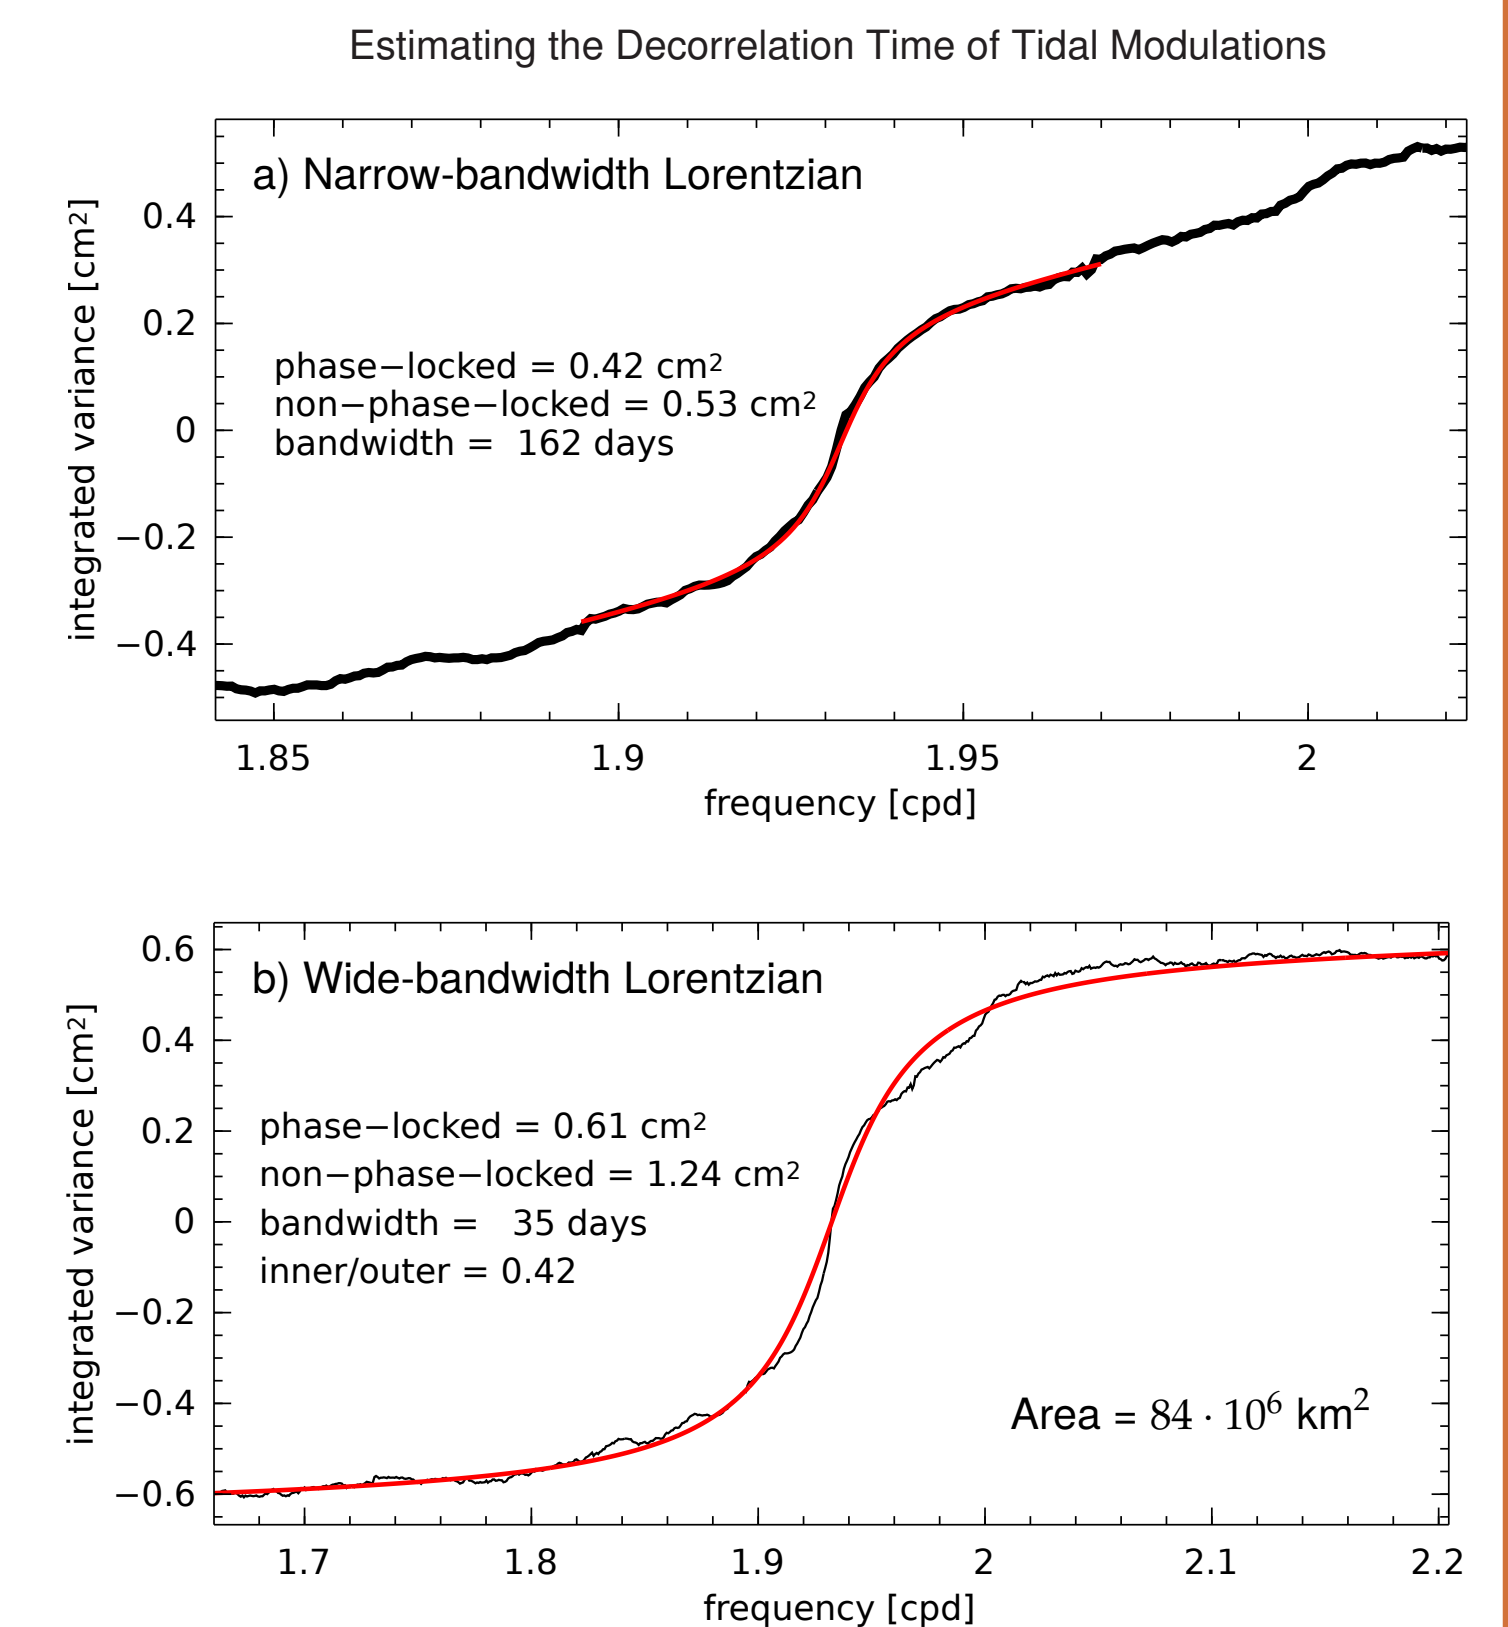 Estimating the Decorrelation Time of Tidal Modulations
a) Narrow-bandwidth Lorentzian
integrated variance [cm²]
0.4
0.2
0
−0.2
−0.4
phase−locked = 0.42 cm²
non−phase−locked = 0.53 cm²
bandwidth =  162 days
1.85 1.9 1.95 2
frequency [cpd]
b) Wide-bandwidth Lorentzian
integrated variance [cm²]
0.6
0.4
0.2
0
−0.2
−0.4
−0.6
phase−locked = 0.61 cm²
non−phase−locked = 1.24 cm²
bandwidth =   35 days
inner/outer = 0.42
Area = 84 · 10⁶ km²
1.7 1.8 1.9 2 2.1 2.2
frequency [cpd]